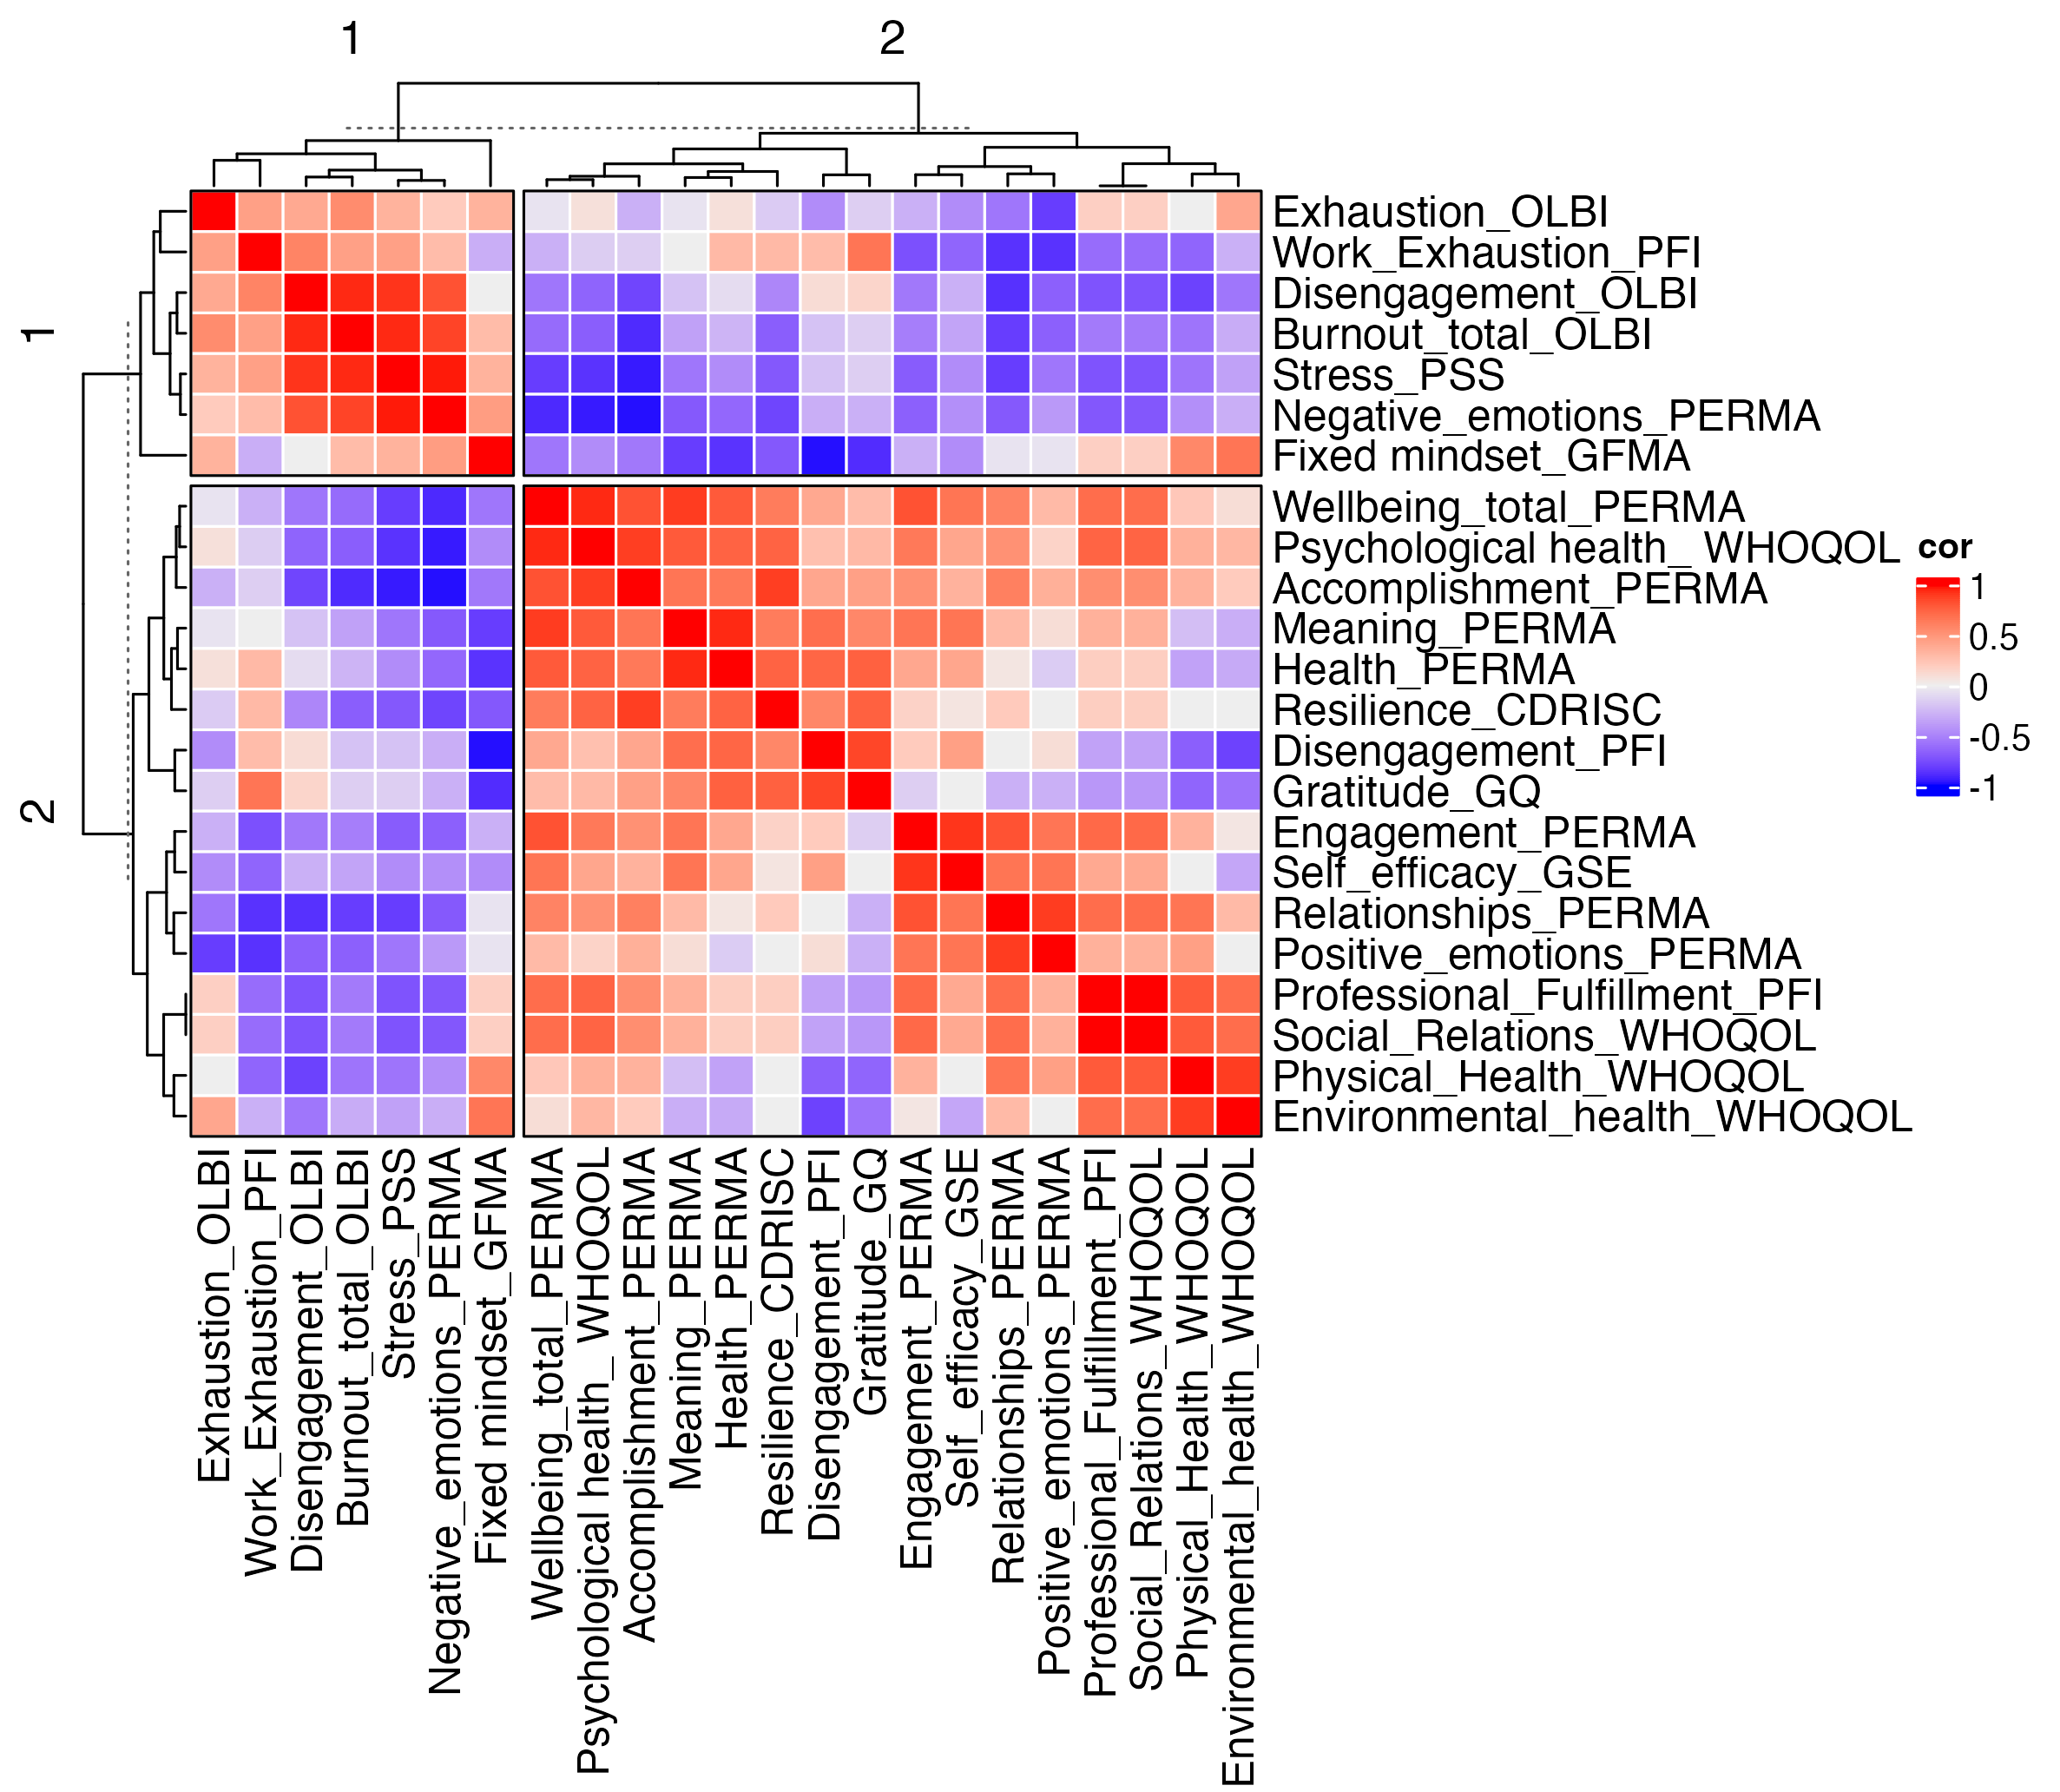 1
2
1
2
Exhaustion_OLBI
Work_Exhaustion_PFI
Disengagement_OLBI
Burnout_total_OLBI
Stress_PSS
Negative_emotions_PERMA
Fixed mindset_GFMA
Wellbeing_total_PERMA
Psychological health_ WHOQOL
Accomplishment_PERMA
Meaning_PERMA
Health_PERMA
Resilience_CDRISC
Disengagement_PFI
Gratitude_GQ
Engagement_PERMA
Self_efficacy_GSE
Relationships_PERMA
Positive_emotions_PERMA
Professional_Fulfillment_PFI
Social_Relations_WHOQOL
Physical_Health_WHOQOL
Environmental_health_WHOQOL
cor
1
0.5
0
-0.5
-1
Exhaustion_OLBI
Work_Exhaustion_PFI
Disengagement_OLBI
Burnout_total_OLBI
Stress_PSS
Negative_emotions_PERMA
Fixed mindset_GFMA
Wellbeing_total_PERMA
Psychological health_ WHOQOL
Accomplishment_PERMA
Meaning_PERMA
Health_PERMA
Resilience_CDRISC
Disengagement_PFI
Gratitude_GQ
Engagement_PERMA
Self_efficacy_GSE
Relationships_PERMA
Positive_emotions_PERMA
Professional_Fulfillment_PFI
Social_Relations_WHOQOL
Physical_Health_WHOQOL
Environmental_health_WHOQOL